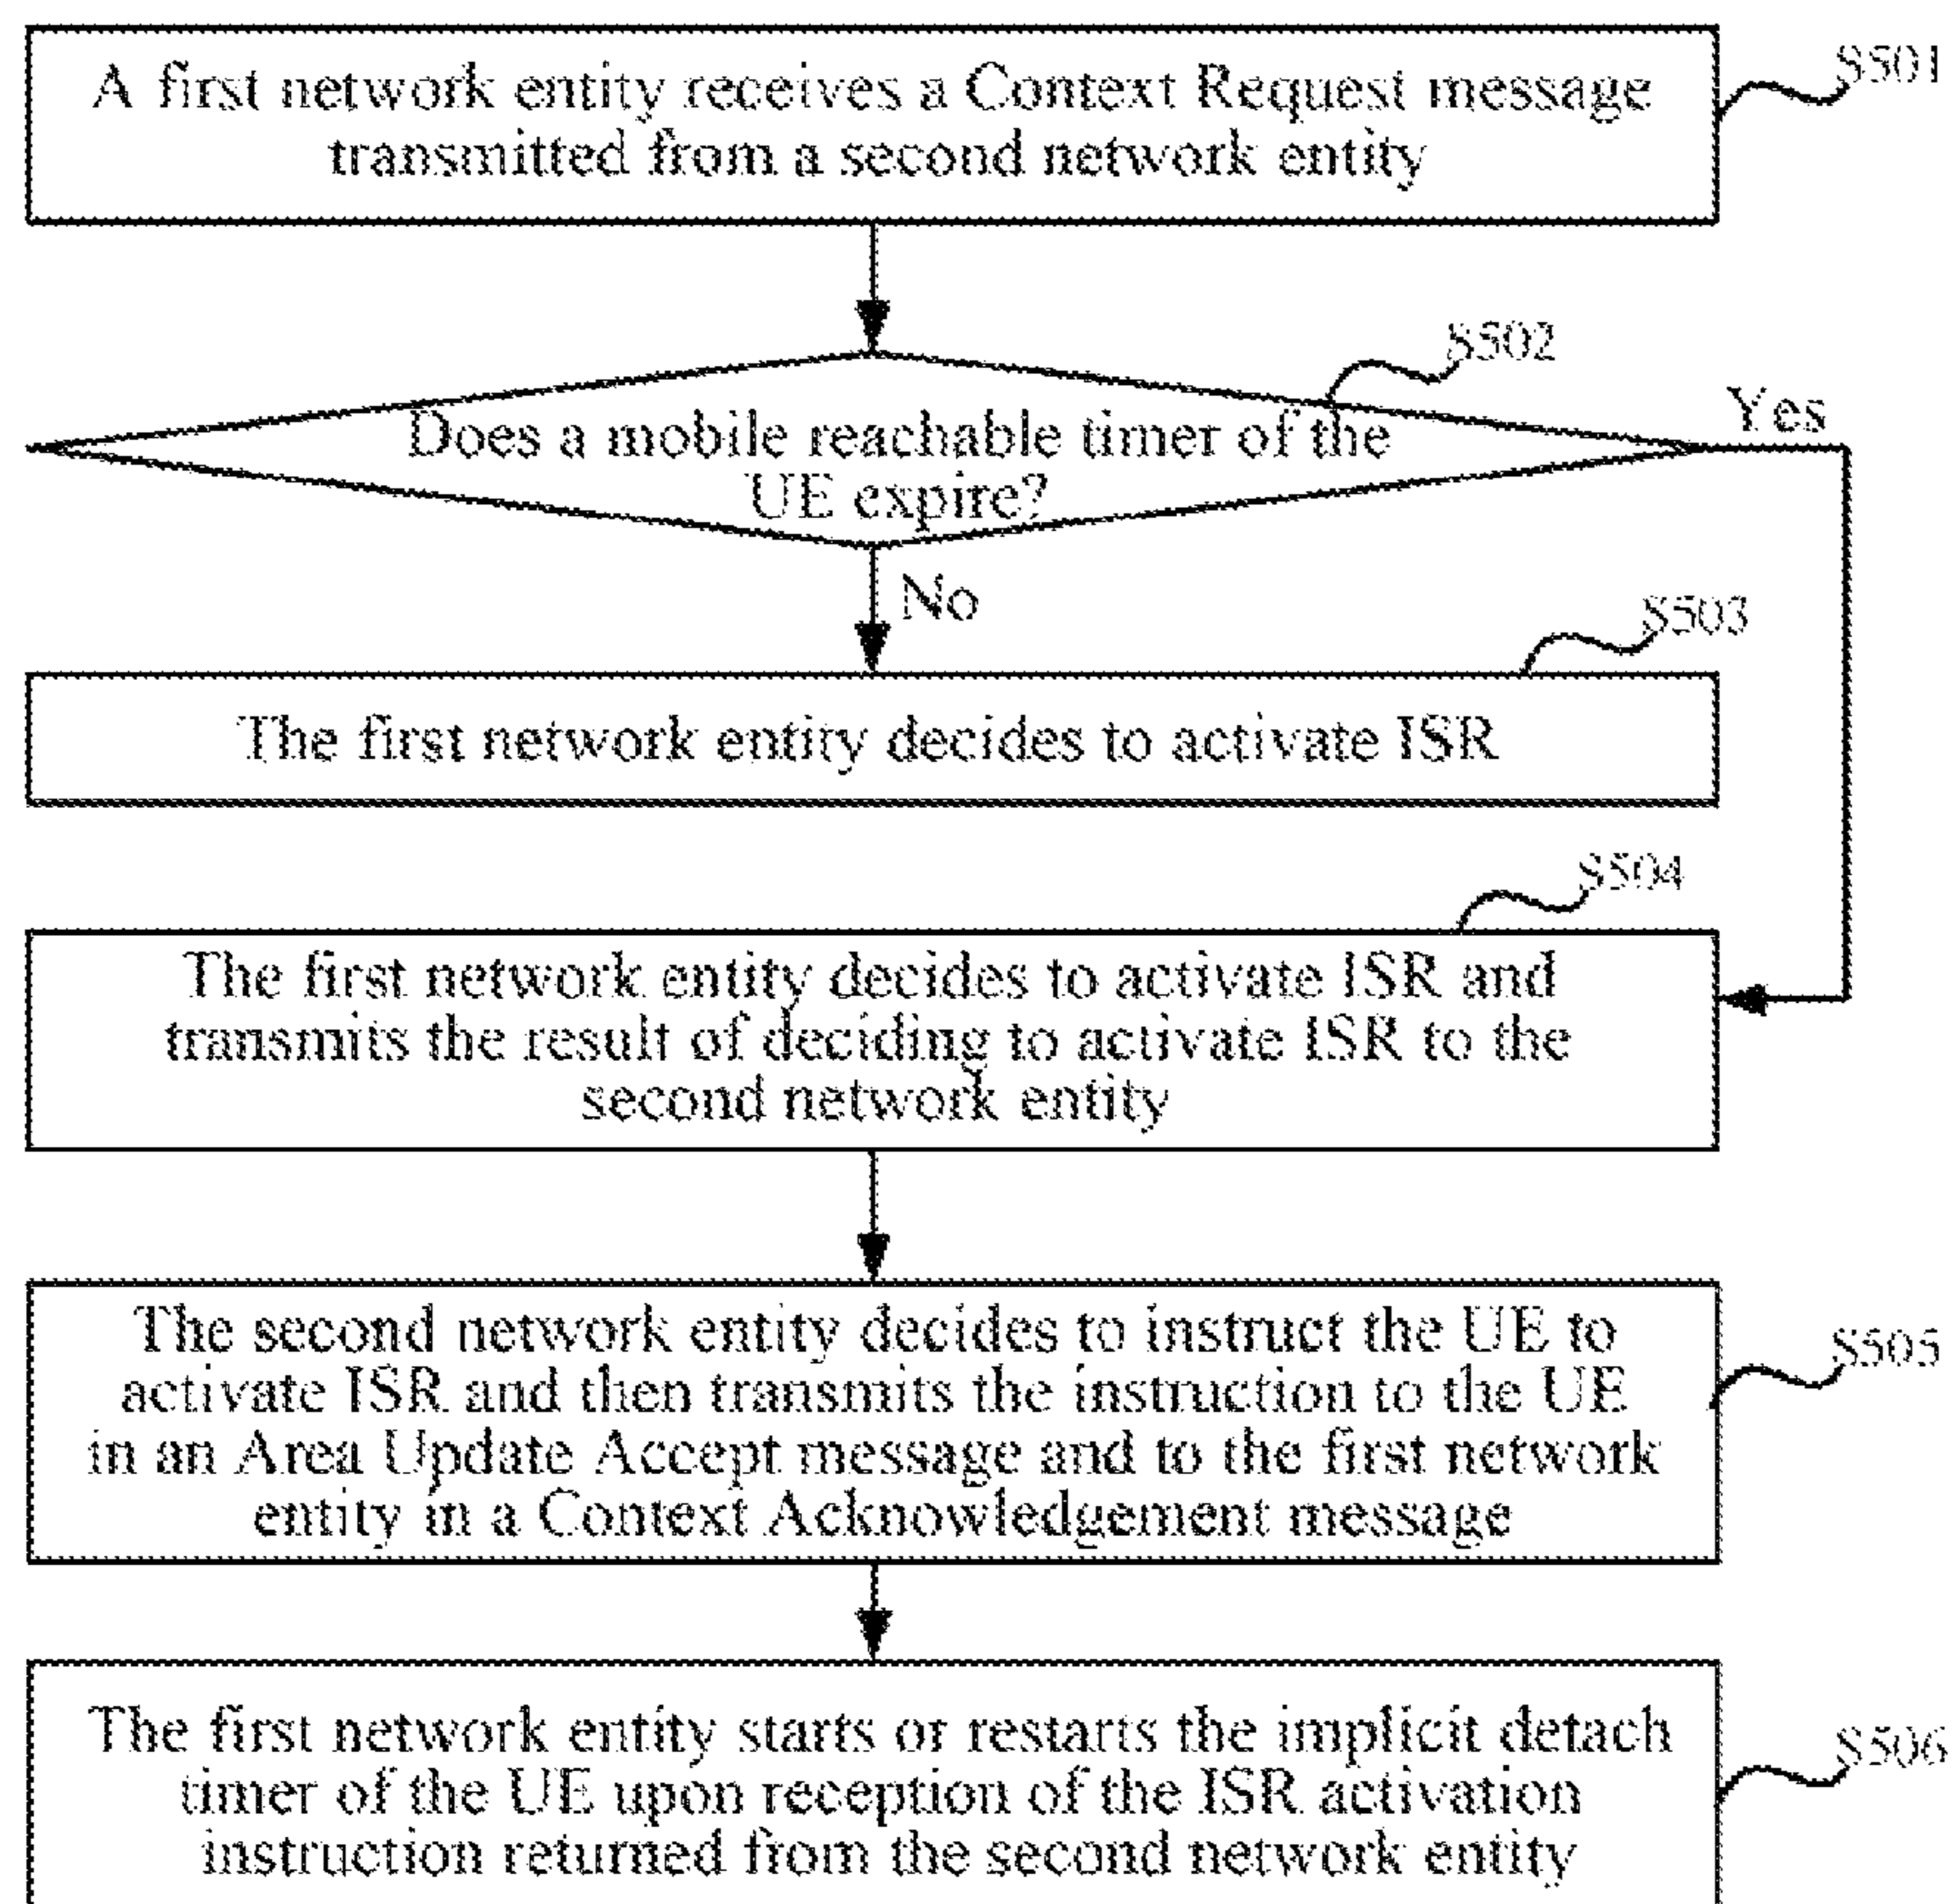 A first network entity receives a Context Request message
transmitted from a second network entity
S501
S502
Does a mobile reachable timer of the
UE expire?
Yes
No
S503
The first network entity decides to activate ISR
S504
The first network entity decides to activate ISR and
transmits the result of deciding to activate ISR to the
second network entity
The second network entity decides to instruct the UE to
activate ISR and then transmits the instruction to the UE
in an Area Update Accept message and to the first network
entity in a Context Acknowledgement message
S505
The first network entity starts or restarts the implicit detach
timer of the UE upon reception of the ISR activation
instruction returned from the second network entity
S506